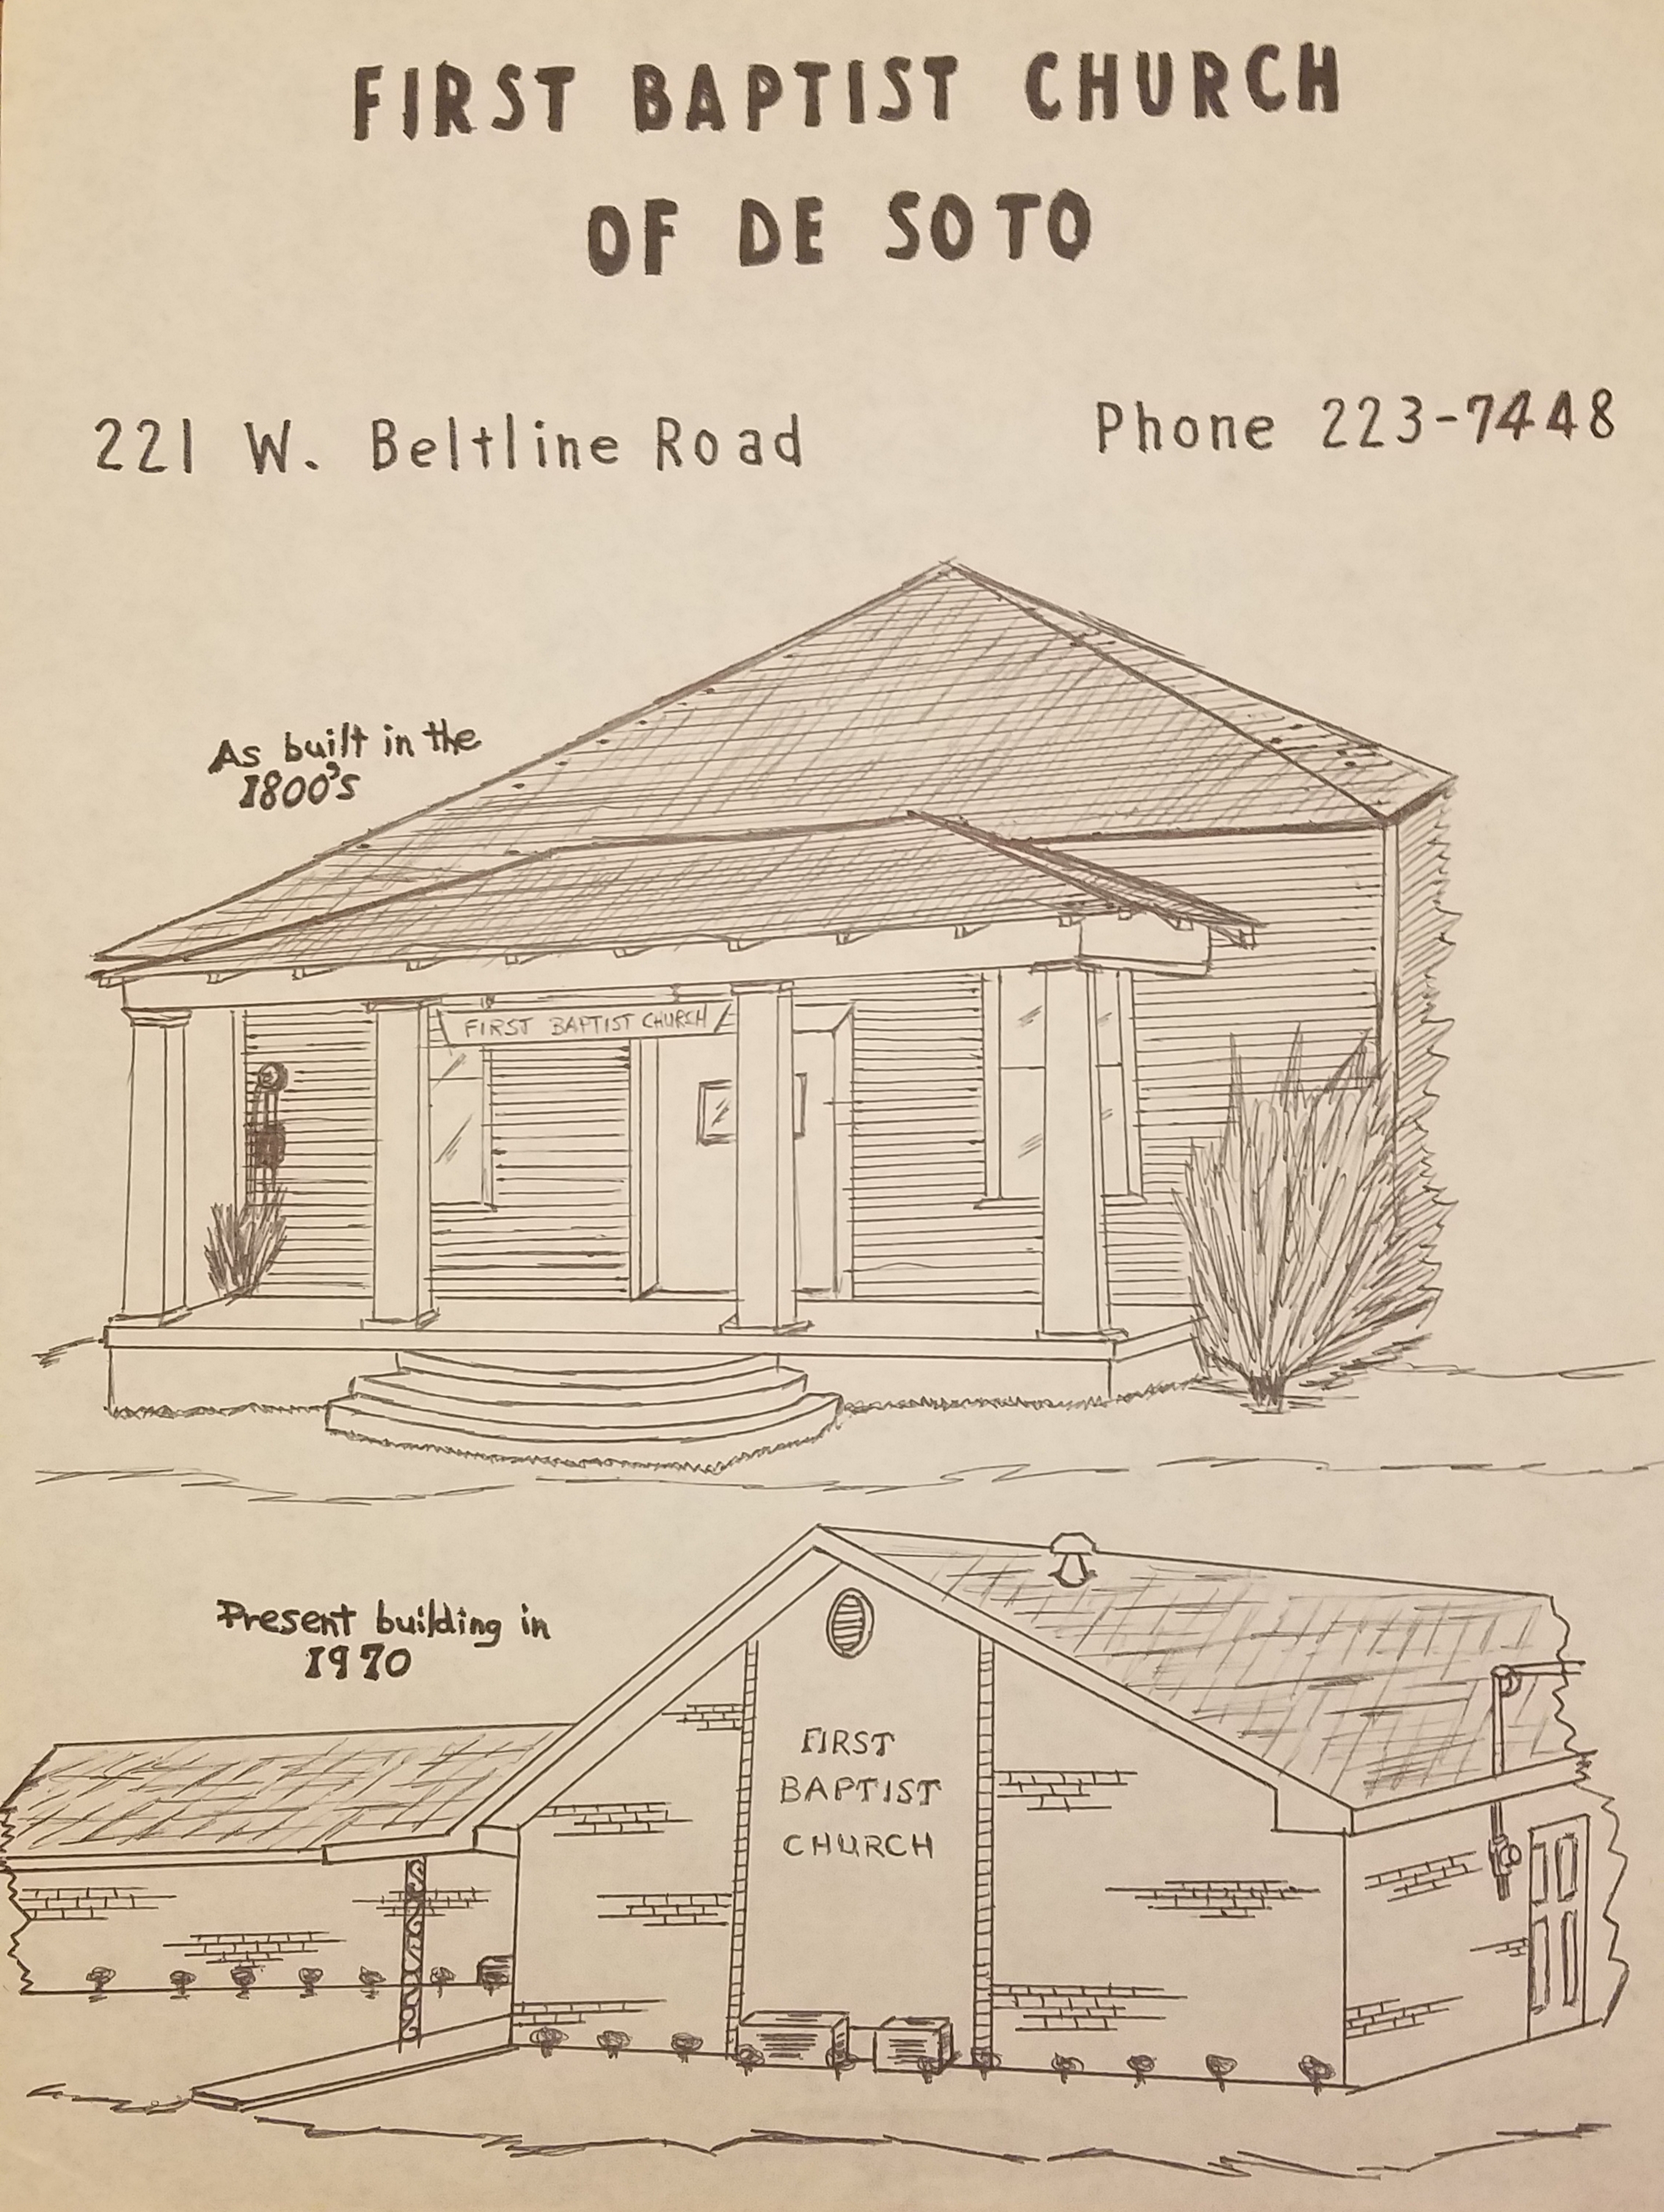 FIRST BAPTIST CHURCH
OF DE SOTO
221 W. Beltline Road
Phone 223-7448
As built in the
1800's
FIRST BAPTIST CHURCH
Present building in
1970
FIRST
BAPTIST
CHURCH